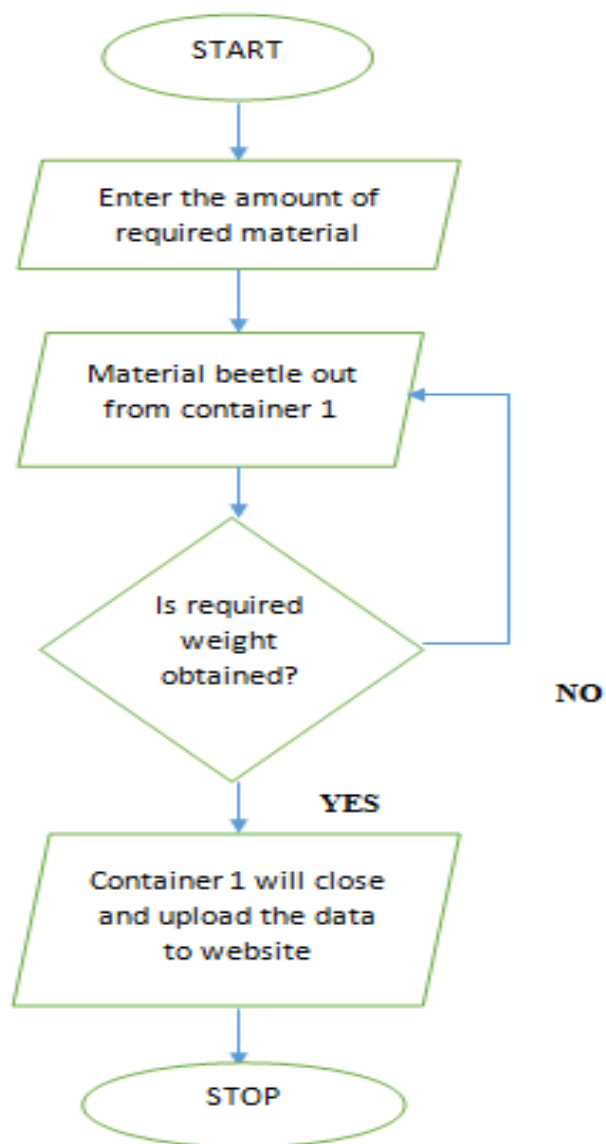 START
Enter the amount of
required material
Material beetle out
from container 1
Is required
weight
obtained?
NO
YES
Container 1 will close
and upload the data
to website
STOP